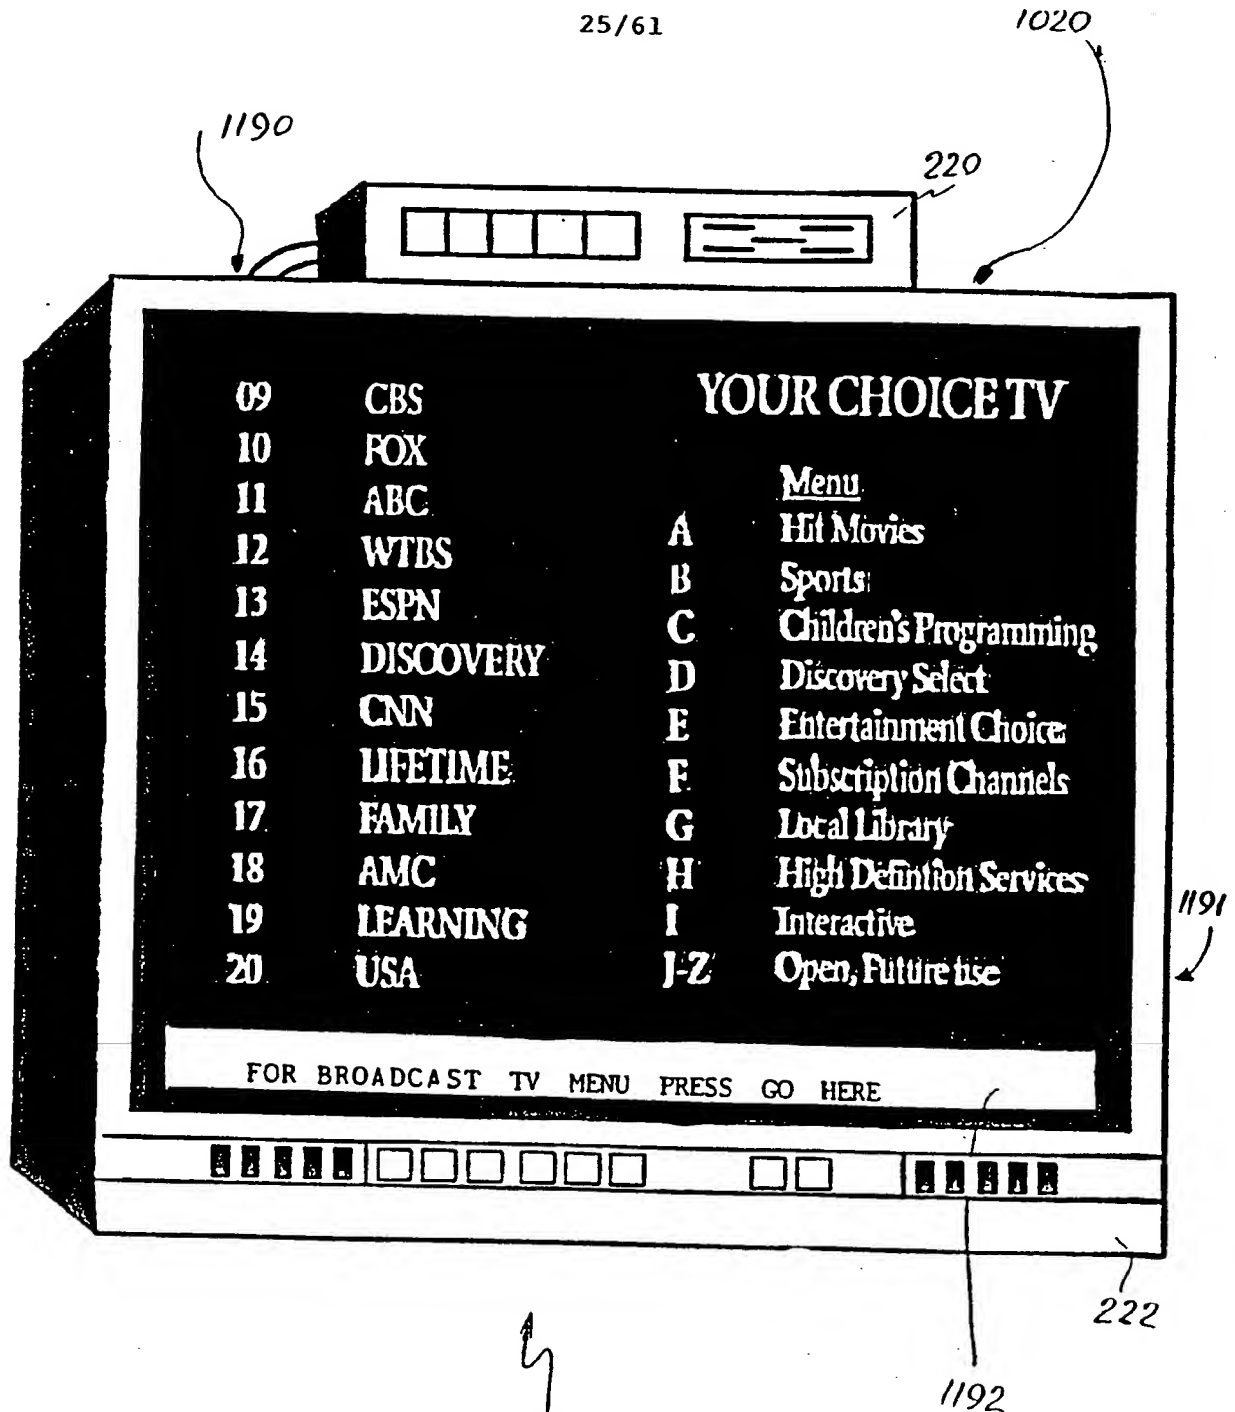 25/61
1020
1190
220
09 CBS
10 FOX
11 ABC
12 WTBS
13 ESPN
14 DISCOVERY
15 CNN
16 LIFETIME
17 FAMILY
18 AMC
19 LEARNING
20 USA
YOUR CHOICE TV
Menu
A Hit Movies
B Sports
C Children's Programming
D Discovery Select
E Entertainment Choice
F Subscription Channels
G Local Library
H High Defintion Services
I Interactive
J-Z Open, Future use
1191
FOR BROADCAST TV MENU PRESS GO HERE
222
1192